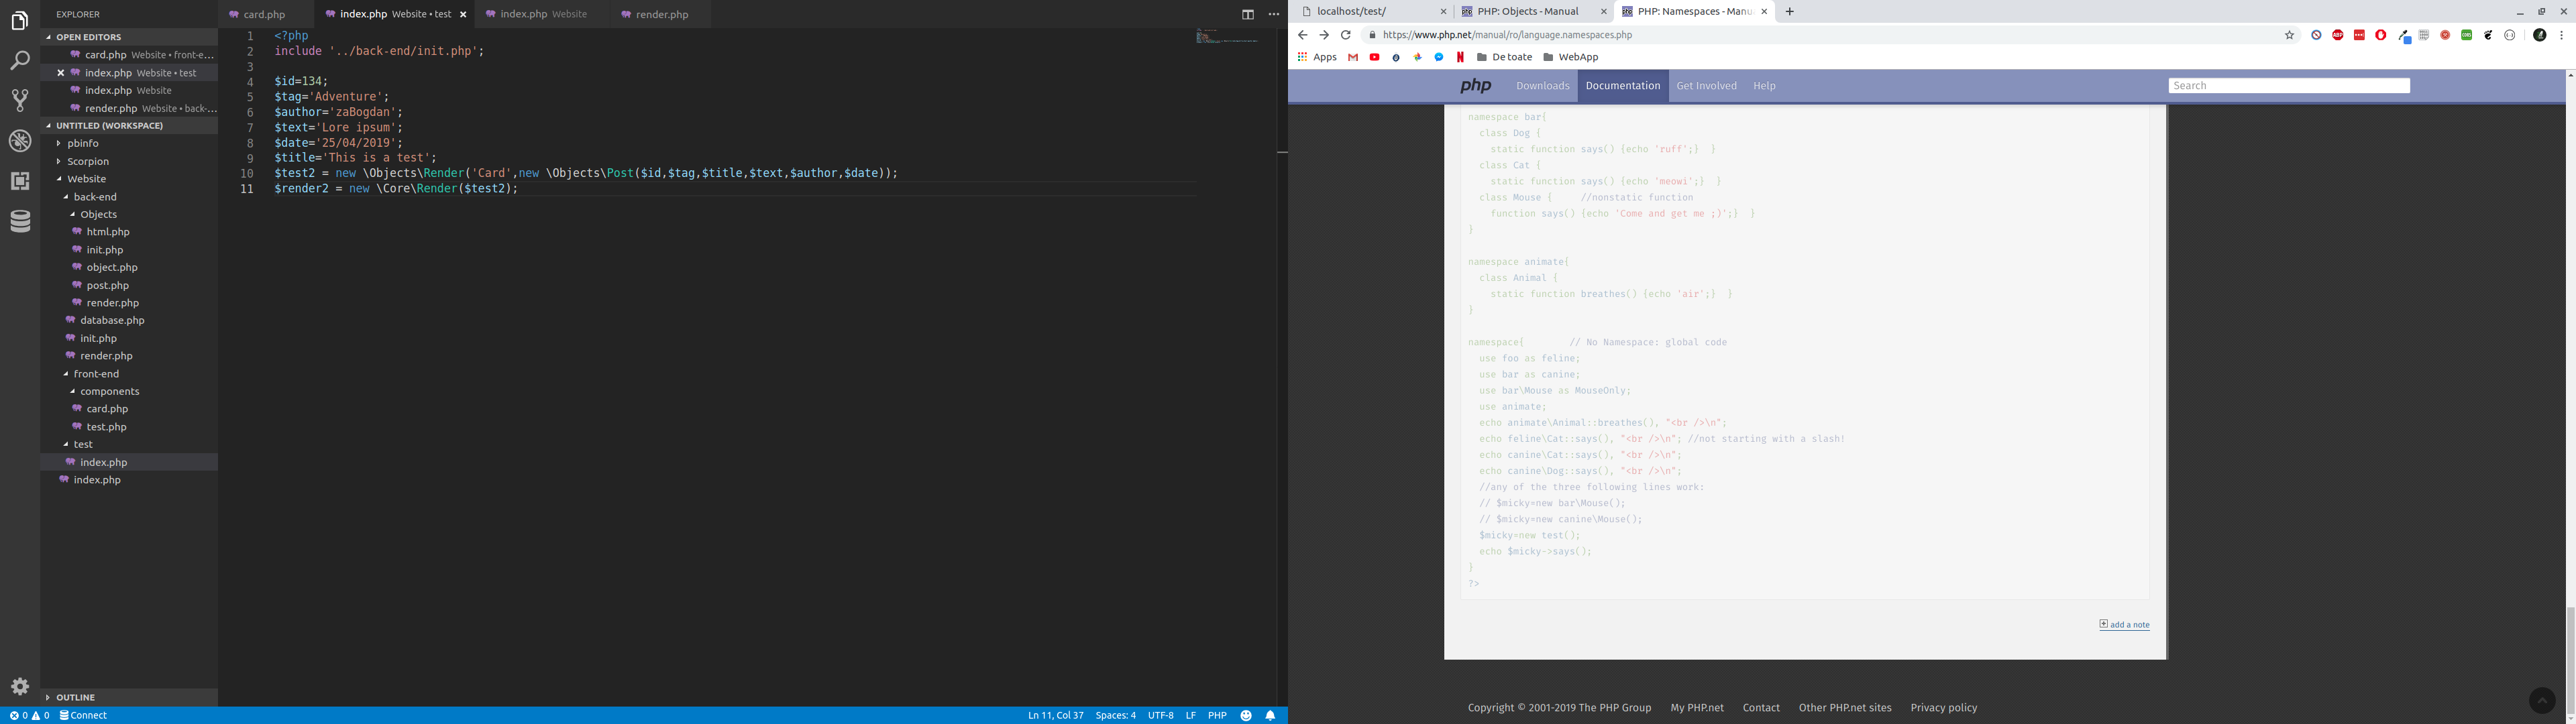 EXPLORER
OPEN EDITORS
card.php Website • front-e...
index.php Website • test
index.php Website
render.php Website • back-...
UNTITLED (WORKSPACE)
pbinfo
Scorpion
Website
back-end
Objects
html.php
init.php
object.php
post.php
render.php
database.php
init.php
render.php
front-end
components
card.php
test.php
test
index.php
index.php
OUTLINE
card.php index.php Website • test index.php Website render.php
1 <?php
2 include '../back-end/init.php';
3
4 $id=134;
5 $tag='Adventure';
6 $author='zaBogdan';
7 $text='Lore ipsum';
8 $date='25/04/2019';
9 $title='This is a test';
10 $test2 = new \Objects\Render('Card',new \Objects\Post($id,$tag,$title,$text,$author,$date));
11 $render2 = new \Core\Render($test2);
0 0 Connect Ln 11, Col 37 Spaces: 4 UTF-8 LF PHP
localhost/test/ PHP: Objects - Manual PHP: Namespaces - Manu
https://www.php.net/manual/ro/language.namespaces.php
Apps De toate WebApp
php Downloads Documentation Get Involved Help Search
namespace bar{
class Dog {
static function says() {echo 'ruff';} }
class Cat {
static function says() {echo 'meowi';} }
class Mouse { //nonstatic function
function says() {echo 'Come and get me ;)';} }
}
namespace animate{
class Animal {
static function breathes() {echo 'air';} }
}
namespace{ // No Namespace: global code
use foo as feline;
use bar as canine;
use bar\Mouse as MouseOnly;
use animate;
echo animate\Animal::breathes(), "<br />\n";
echo feline\Cat::says(), "<br />\n"; //not starting with a slash!
echo canine\Cat::says(), "<br />\n";
echo canine\Dog::says(), "<br />\n";
//any of the three following lines work:
// $micky=new bar\Mouse();
// $micky=new canine\Mouse();
$micky=new test();
echo $micky->says();
}
?>
add a note
Copyright © 2001-2019 The PHP Group My PHP.net Contact Other PHP.net sites Privacy policy